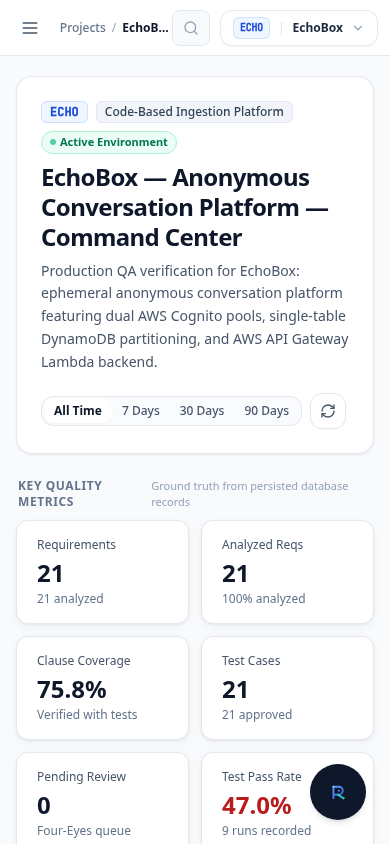 Projects / EchoB... ECHO EchoBox
ECHO Code-Based Ingestion Platform
Active Environment
EchoBox — Anonymous
Conversation Platform —
Command Center
Production QA verification for EchoBox:
ephemeral anonymous conversation platform
featuring dual AWS Cognito pools, single-table
DynamoDB partitioning, and AWS API Gateway
Lambda backend.
All Time 7 Days 30 Days 90 Days
KEY QUALITY
METRICS
Ground truth from persisted database
records
Requirements
21
21 analyzed
Analyzed Reqs
21
100% analyzed
Clause Coverage
75.8%
Verified with tests
Test Cases
21
21 approved
Pending Review
0
Four-Eyes queue
Test Pass Rate
47.0%
9 runs recorded
R